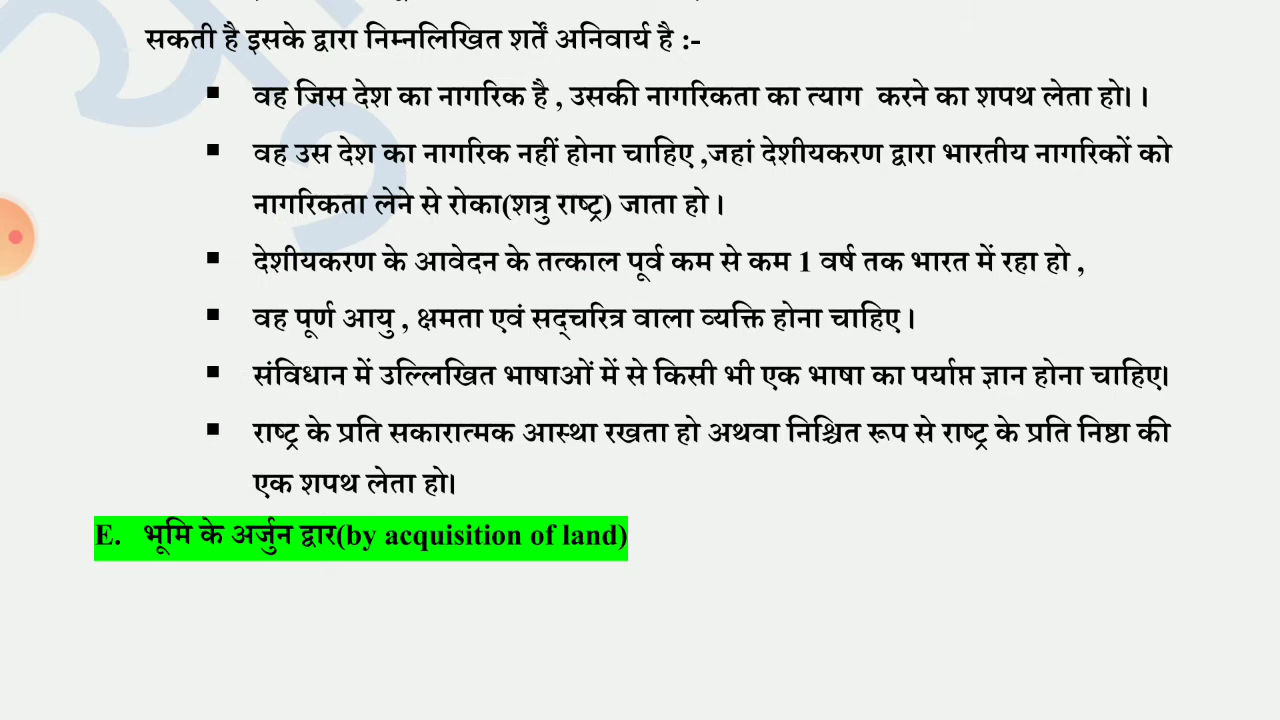 सकती है इसके द्वारा निम्नलिखित शर्तें अनिवार्य है :-
▪ वह जिस देश का नागरिक है , उसकी नागरिकता का त्याग करने का शपथ लेता हो। ।
▪ वह उस देश का नागरिक नहीं होना चाहिए ,जहां देशीयकरण द्वारा भारतीय नागरिकों को
नागरिकता लेने से रोका(शत्रु राष्ट्र) जाता हो ।
▪ देशीयकरण के आवेदन के तत्काल पूर्व कम से कम 1 वर्ष तक भारत में रहा हो ,
▪ वह पूर्ण आयु , क्षमता एवं सद्चरित्र वाला व्यक्ति होना चाहिए ।
▪ संविधान में उल्लिखित भाषाओं में से किसी भी एक भाषा का पर्याप्त ज्ञान होना चाहिए।
▪ राष्ट्र के प्रति सकारात्मक आस्था रखता हो अथवा निश्चित रूप से राष्ट्र के प्रति निष्ठा की
एक शपथ लेता हो।
E. भूमि के अर्जुन द्वार(by acquisition of land)